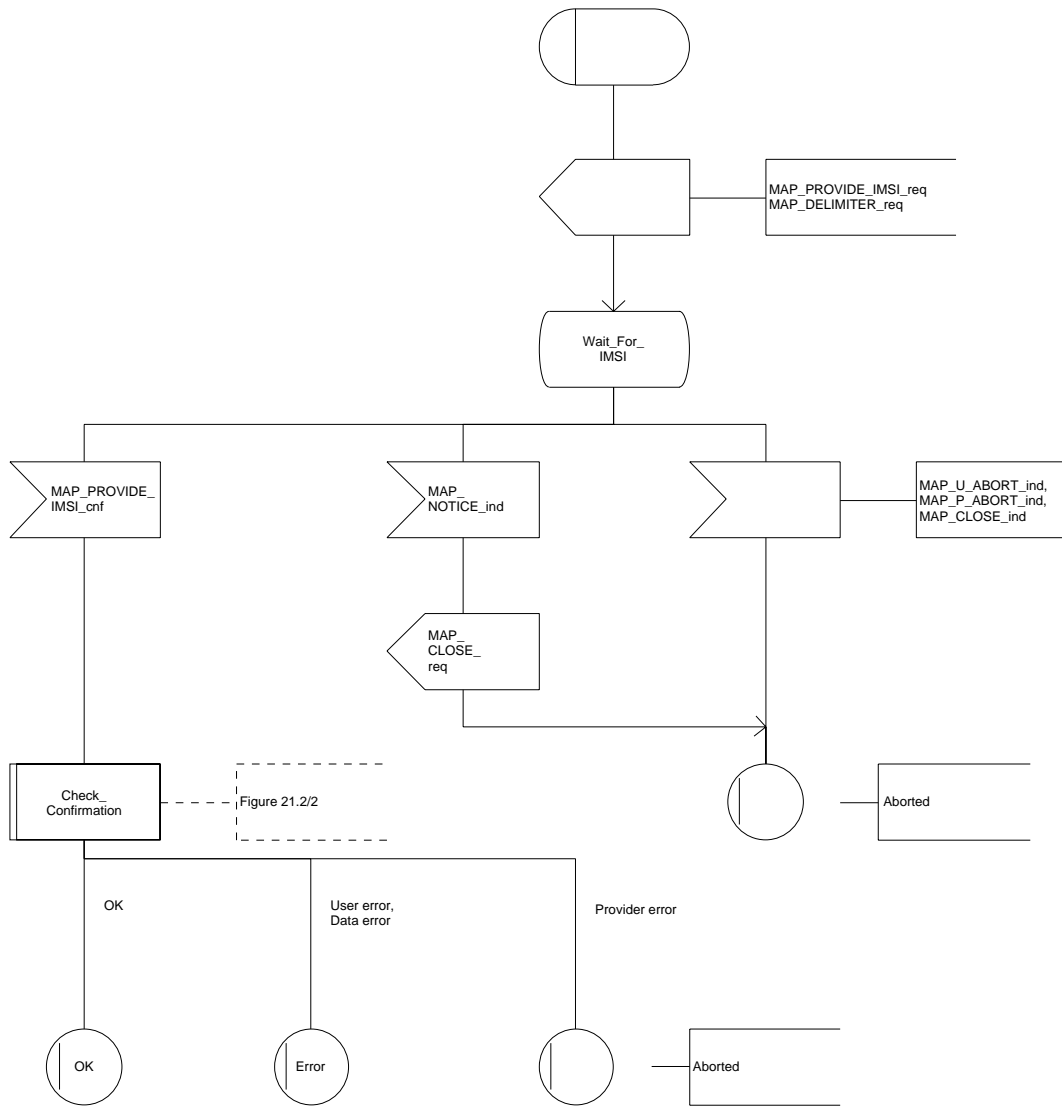 MAP_PROVIDE_IMSI_req
MAP_DELIMITER_req
Wait_For_
IMSI
MAP_PROVIDE_
IMSI_cnf
MAP_
NOTICE_ind
MAP_U_ABORT_ind,
MAP_P_ABORT_ind,
MAP_CLOSE_ind
MAP_
CLOSE_
req
Check_
Confirmation
Figure 21.2/2
Aborted
OK
User error,
Data error
Provider error
OK
Error
Aborted